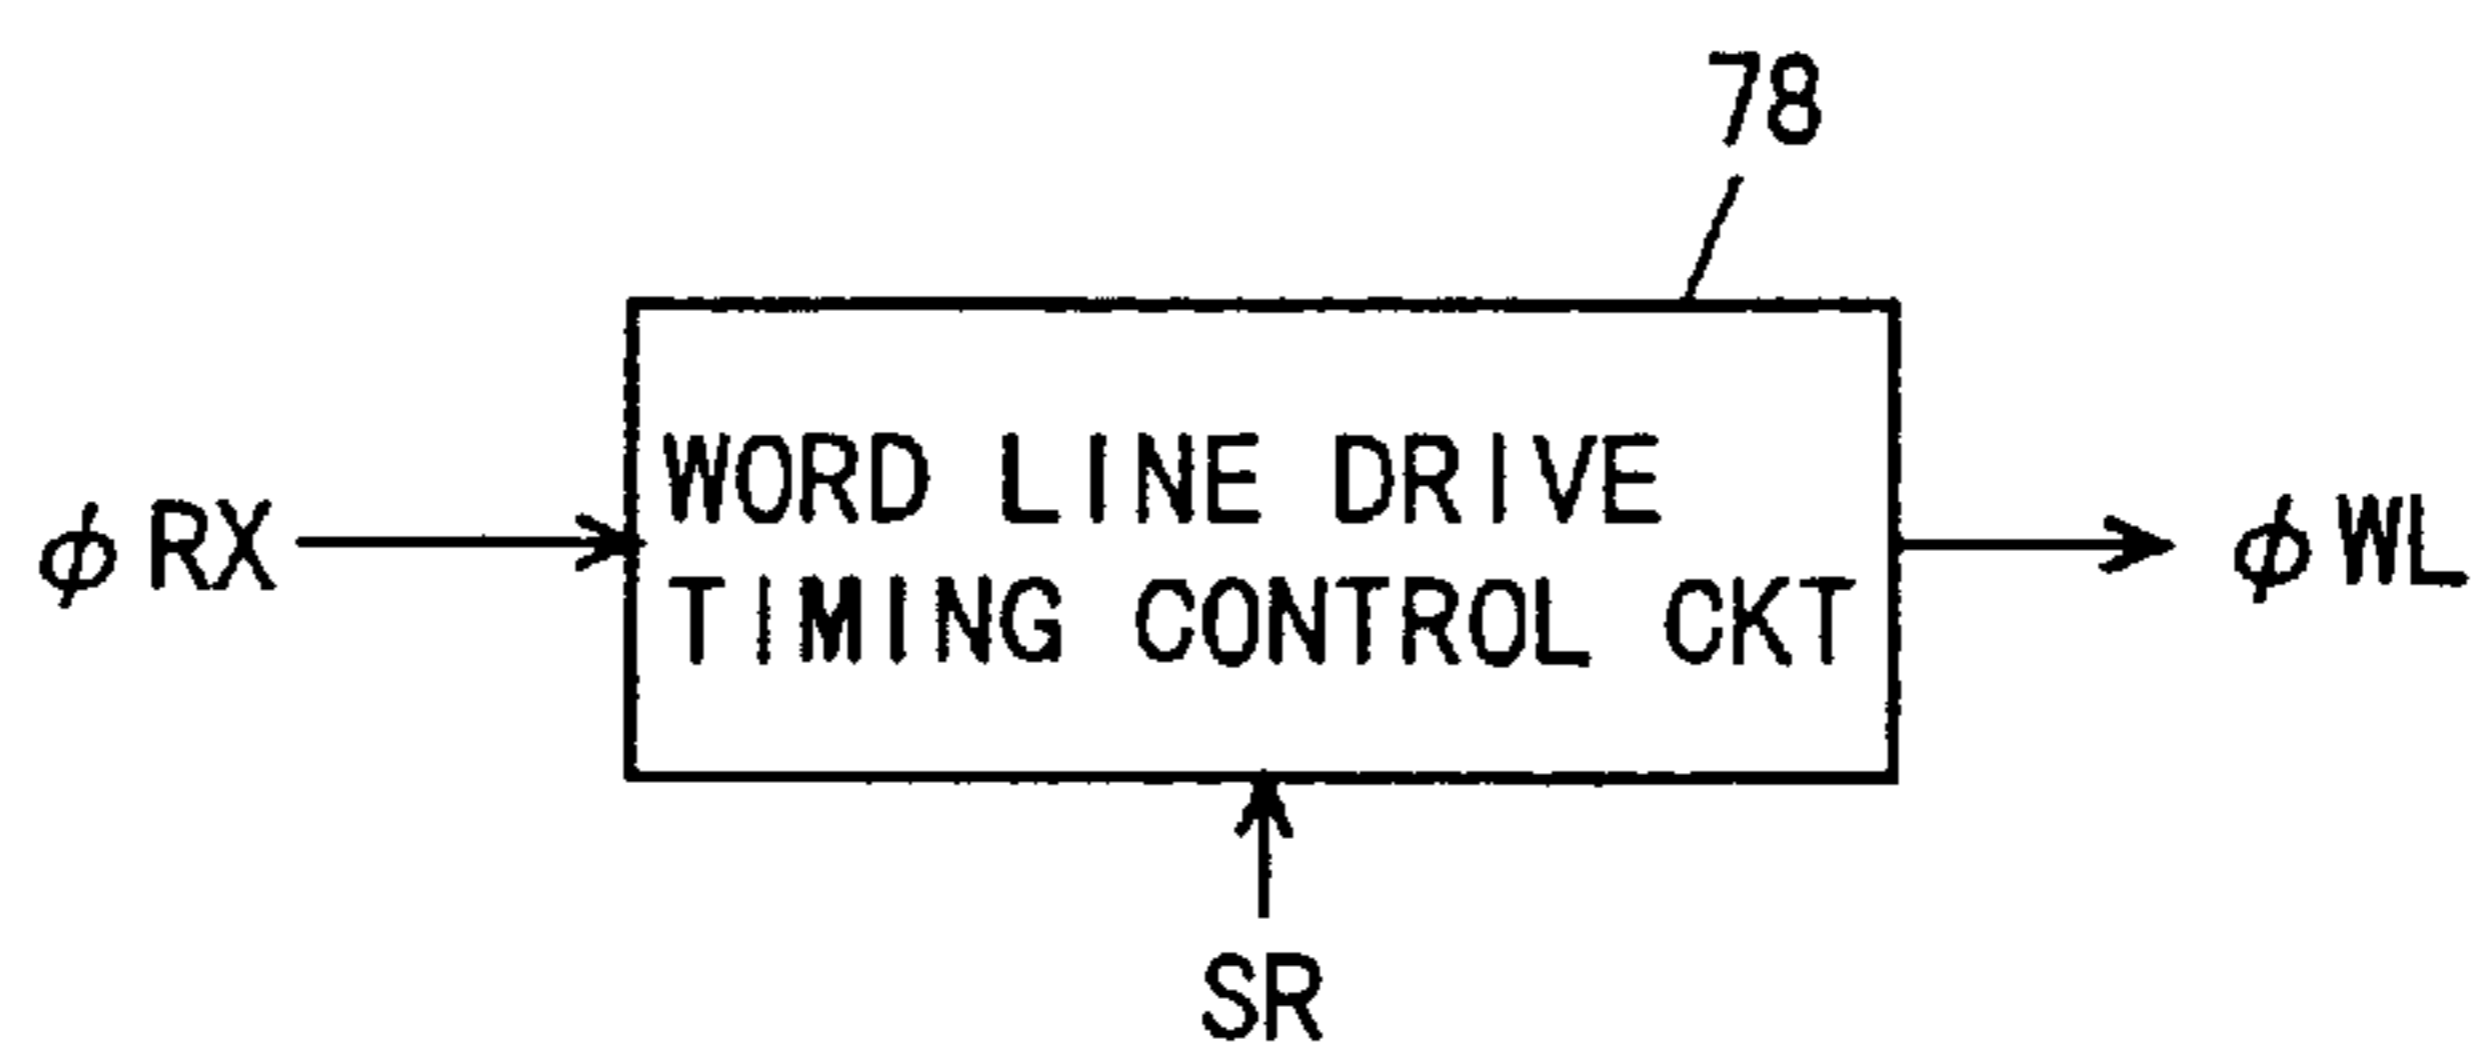 78
WORD LINE DRIVE
TIMING CONTROL CKT
φRX
φWL
SR